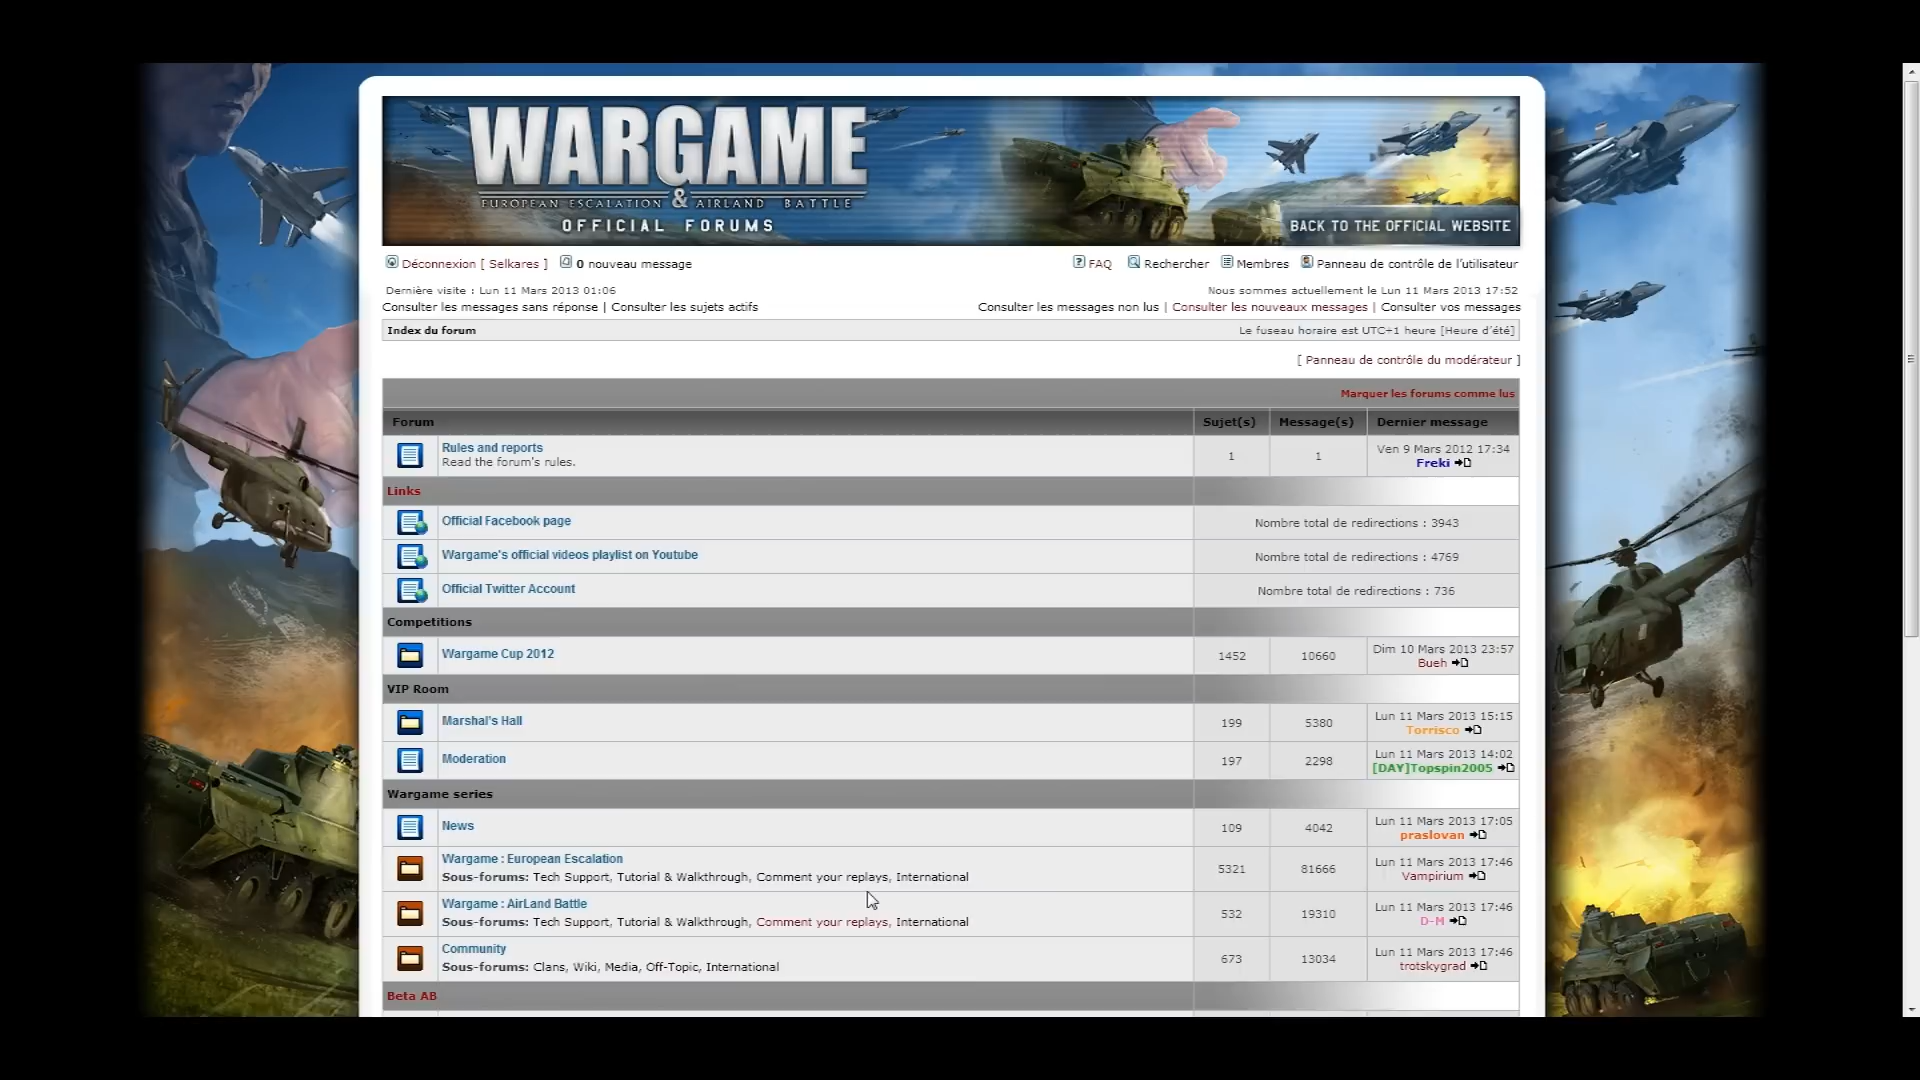 WARGAME
EUROPEAN ESCALATION & AIRLAND BATTLE
OFFICIAL FORUMS
BACK TO THE OFFICIAL WEBSITE
Déconnexion [ Selkares ] 0 nouveau message FAQ Rechercher Membres Panneau de contrôle de l'utilisateur
Dernière visite : Lun 11 Mars 2013 01:06 Nous sommes actuellement le Lun 11 Mars 2013 17:52
Consulter les messages sans réponse | Consulter les sujets actifs Consulter les messages non lus | Consulter les nouveaux messages | Consulter vos messages
Index du forum Le fuseau horaire est UTC+1 heure [Heure d'été]
[ Panneau de contrôle du modérateur ]
Marquer les forums comme lus
Forum Sujet(s) Message(s) Dernier message
Rules and reports
Read the forum's rules.
1 1 Ven 9 Mars 2012 17:34
Freki
Links
Official Facebook page Nombre total de redirections : 3943
Wargame's official videos playlist on Youtube Nombre total de redirections : 4769
Official Twitter Account Nombre total de redirections : 736
Competitions
Wargame Cup 2012 1452 10660 Dim 10 Mars 2013 23:57
Bueh
VIP Room
Marshal's Hall 199 5380 Lun 11 Mars 2013 15:15
Torrisco
Moderation 197 2298 Lun 11 Mars 2013 14:02
[DAY]Topspin2005
Wargame series
News 109 4042 Lun 11 Mars 2013 17:05
praslovan
Wargame : European Escalation
Sous-forums: Tech Support, Tutorial & Walkthrough, Comment your replays, International
5321 81666 Lun 11 Mars 2013 17:46
Vampirium
Wargame : AirLand Battle
Sous-forums: Tech Support, Tutorial & Walkthrough, Comment your replays, International
532 19310 Lun 11 Mars 2013 17:46
D-M
Community
Sous-forums: Clans, Wiki, Media, Off-Topic, International
673 13034 Lun 11 Mars 2013 17:46
trotskygrad
Beta AB